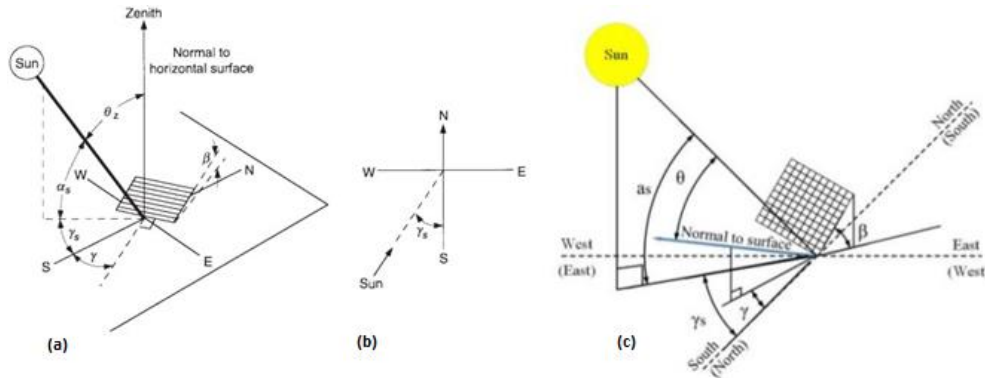 Zenith
Normal to
horizontal surface
Sun
θz
αs
W
β
N
γs
S
γ
E
(a)
N
W
E
γs
S
Sun
(b)
Sun
North
(South)
as
θ
Normal to surface
β
West
(East)
East
(West)
γs
γ
South
(North)
(c)